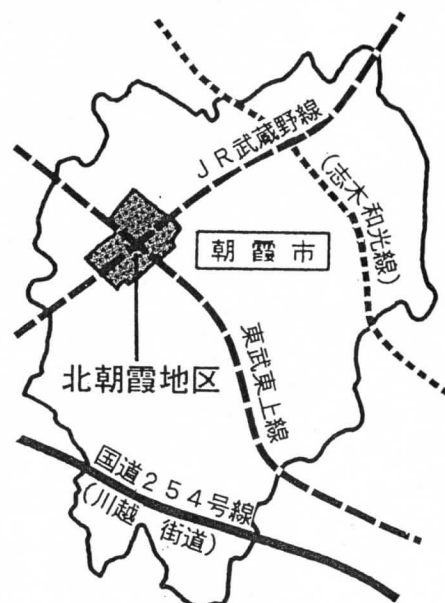 JR武蔵野線
(志木和光線)
朝霞市
東武東上線
北朝霞地区
国道254号線
(川越 街道)